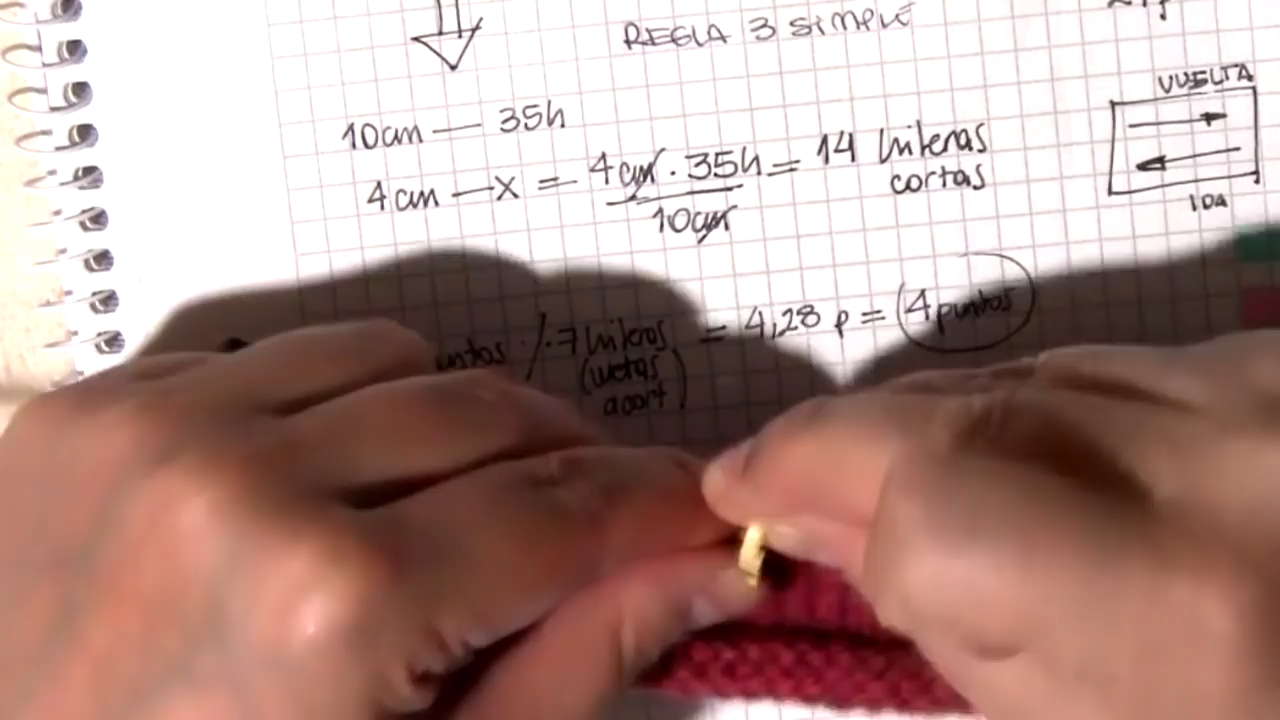 REGLA 3 SIMPLE
10cm — 35h
4cm — X = 4cm . 35h = 14 hileras
10cm
cortas
VUELTA
IDA
/.7 hileras = 4,28 p = 4 puntos
(vueltas
acort)